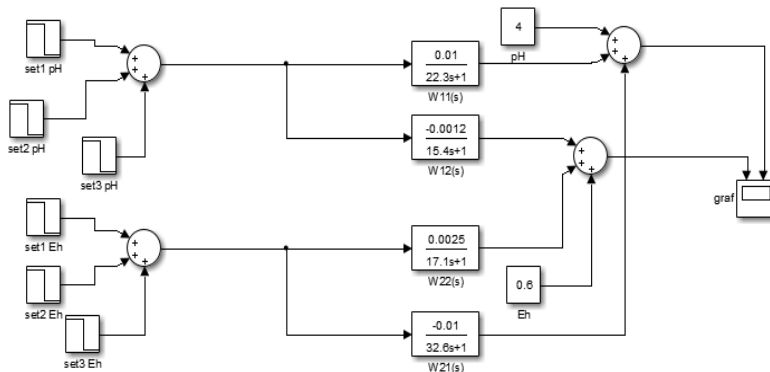 set1 pH
set2 pH
set3 pH
+
+
+
0.01
22.3s+1
W11(s)
4
pH
+
+
+
-0.0012
15.4s+1
W12(s)
+
+
+
graf
set1 Eh
set2 Eh
set3 Eh
+
+
+
0.0025
17.1s+1
W22(s)
0.6
Eh
-0.01
32.6s+1
W21(s)